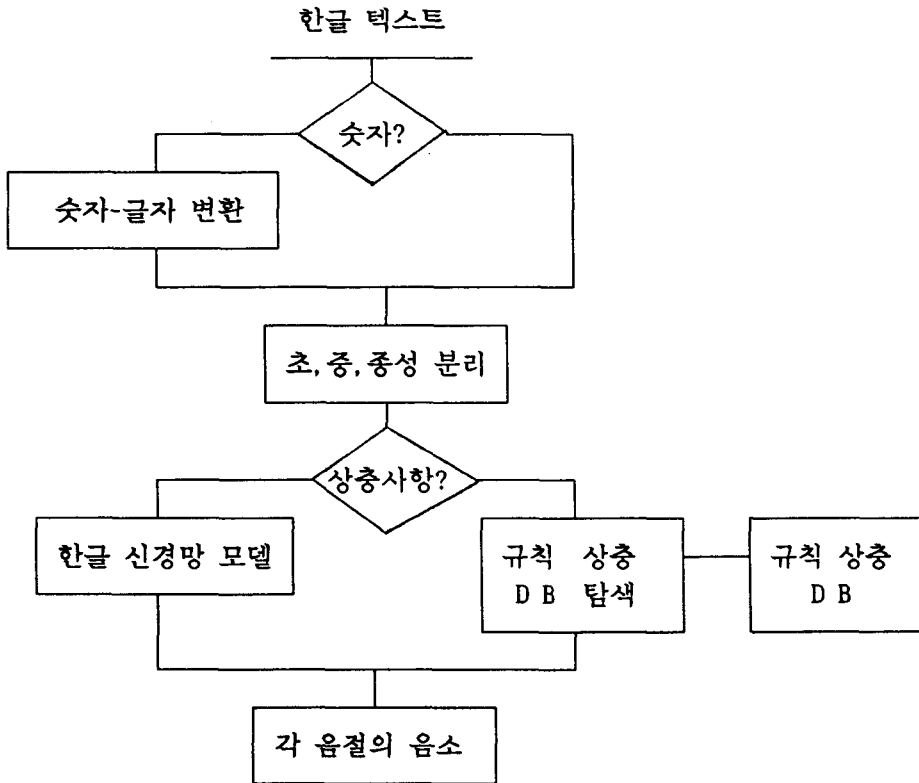 한글 텍스트
숫자?
숫자-글자 변환
초, 중, 종성 분리
상충사항?
한글 신경망 모델
규칙 상충
D B 탐색
규칙 상충
D B
각 음절의 음소